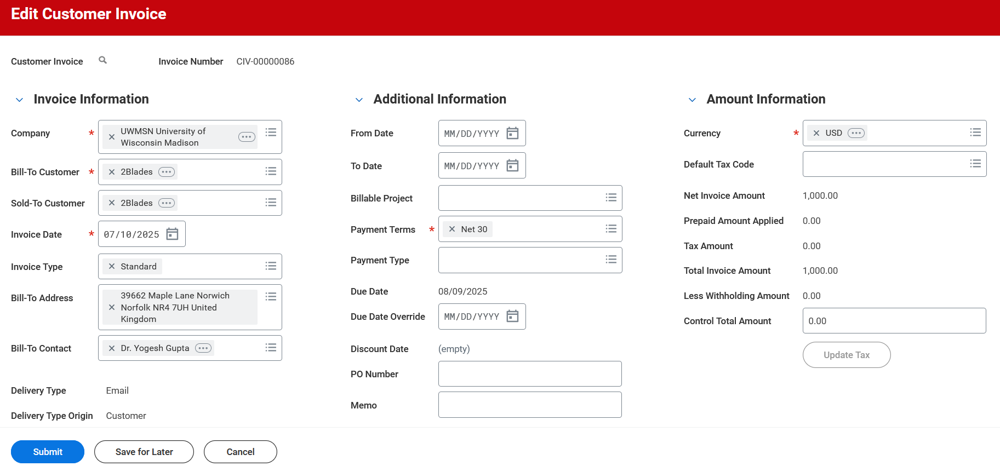 Edit Customer Invoice
Customer Invoice
Invoice Number CIV-00000086
Invoice Information
Company * UWMSN University of
Wisconsin Madison
Bill-To Customer * 2Blades
Sold-To Customer 2Blades
Invoice Date * 07/10/2025
Invoice Type Standard
Bill-To Address 39662 Maple Lane Norwich
Norfolk NR4 7UH United
Kingdom
Bill-To Contact Dr. Yogesh Gupta
Delivery Type Email
Delivery Type Origin Customer
Additional Information
From Date MM/DD/YYYY
To Date MM/DD/YYYY
Billable Project
Payment Terms * Net 30
Payment Type
Due Date 08/09/2025
Due Date Override MM/DD/YYYY
Discount Date (empty)
PO Number
Memo
Amount Information
Currency * USD
Default Tax Code
Net Invoice Amount 1,000.00
Prepaid Amount Applied 0.00
Tax Amount 0.00
Total Invoice Amount 1,000.00
Less Withholding Amount 0.00
Control Total Amount 0.00
Update Tax
Submit Save for Later Cancel